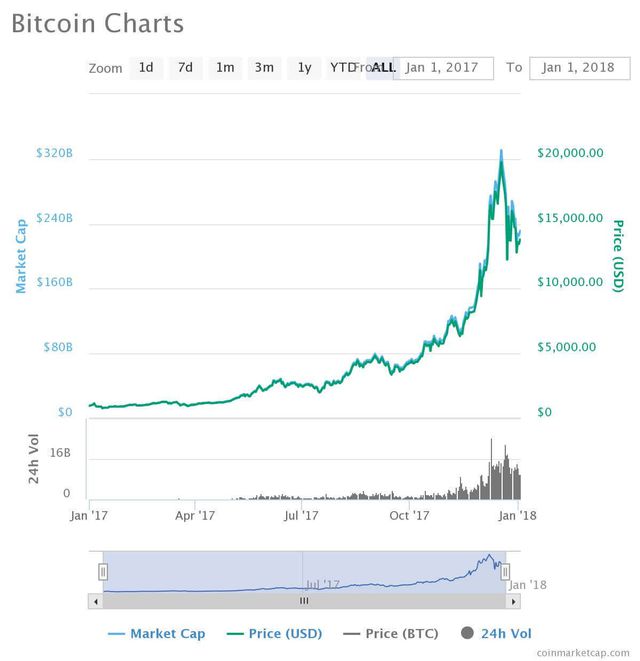 Bitcoin Charts
Zoom 1d 7d 1m 3m 1y YTD ALL From Jan 1, 2017 To Jan 1, 2018
$320B $20,000.00
$240B $15,000.00
$160B $10,000.00
$80B $5,000.00
$0 $0
Market Cap
Price (USD)
24h Vol
16B
0
Jan '17 Apr '17 Jul '17 Oct '17 Jan '18
Jul '17 Jan '18
Market Cap Price (USD) Price (BTC) 24h Vol
coinmarketcap.com